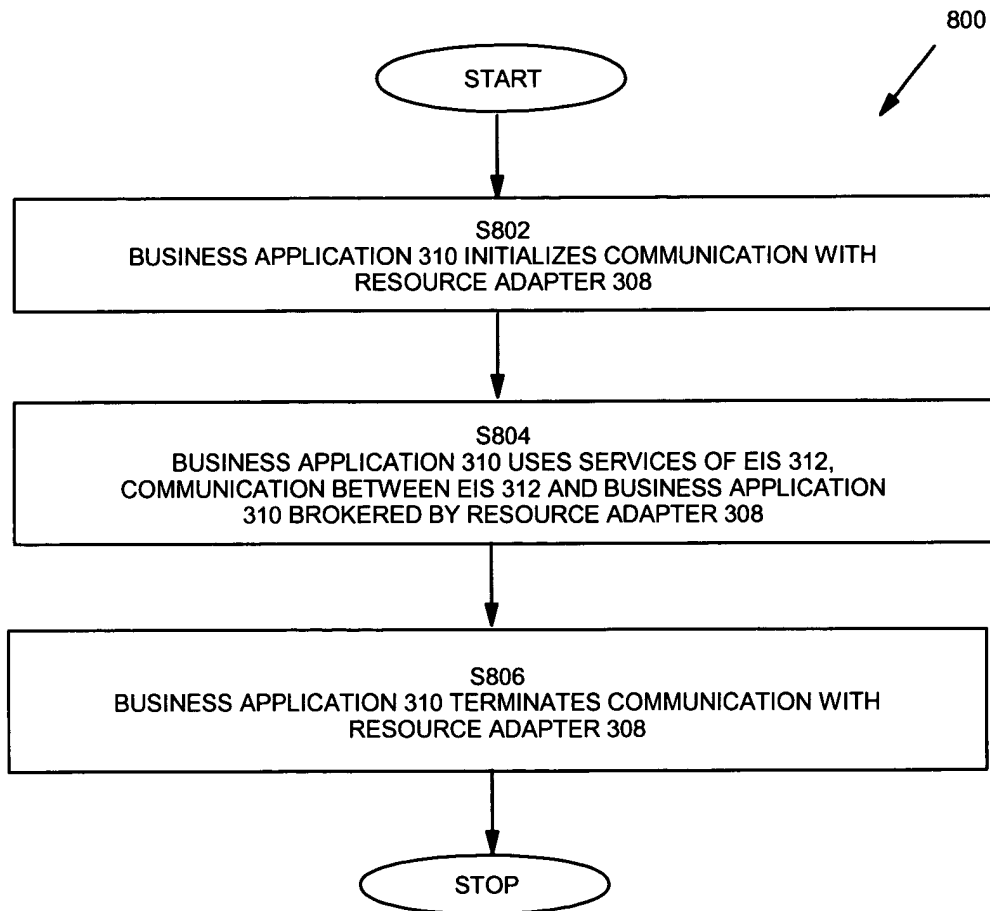 800
START
S802
BUSINESS APPLICATION 310 INITIALIZES COMMUNICATION WITH
RESOURCE ADAPTER 308
S804
BUSINESS APPLICATION 310 USES SERVICES OF EIS 312,
COMMUNICATION BETWEEN EIS 312 AND BUSINESS APPLICATION
310 BROKERED BY RESOURCE ADAPTER 308
S806
BUSINESS APPLICATION 310 TERMINATES COMMUNICATION WITH
RESOURCE ADAPTER 308
STOP